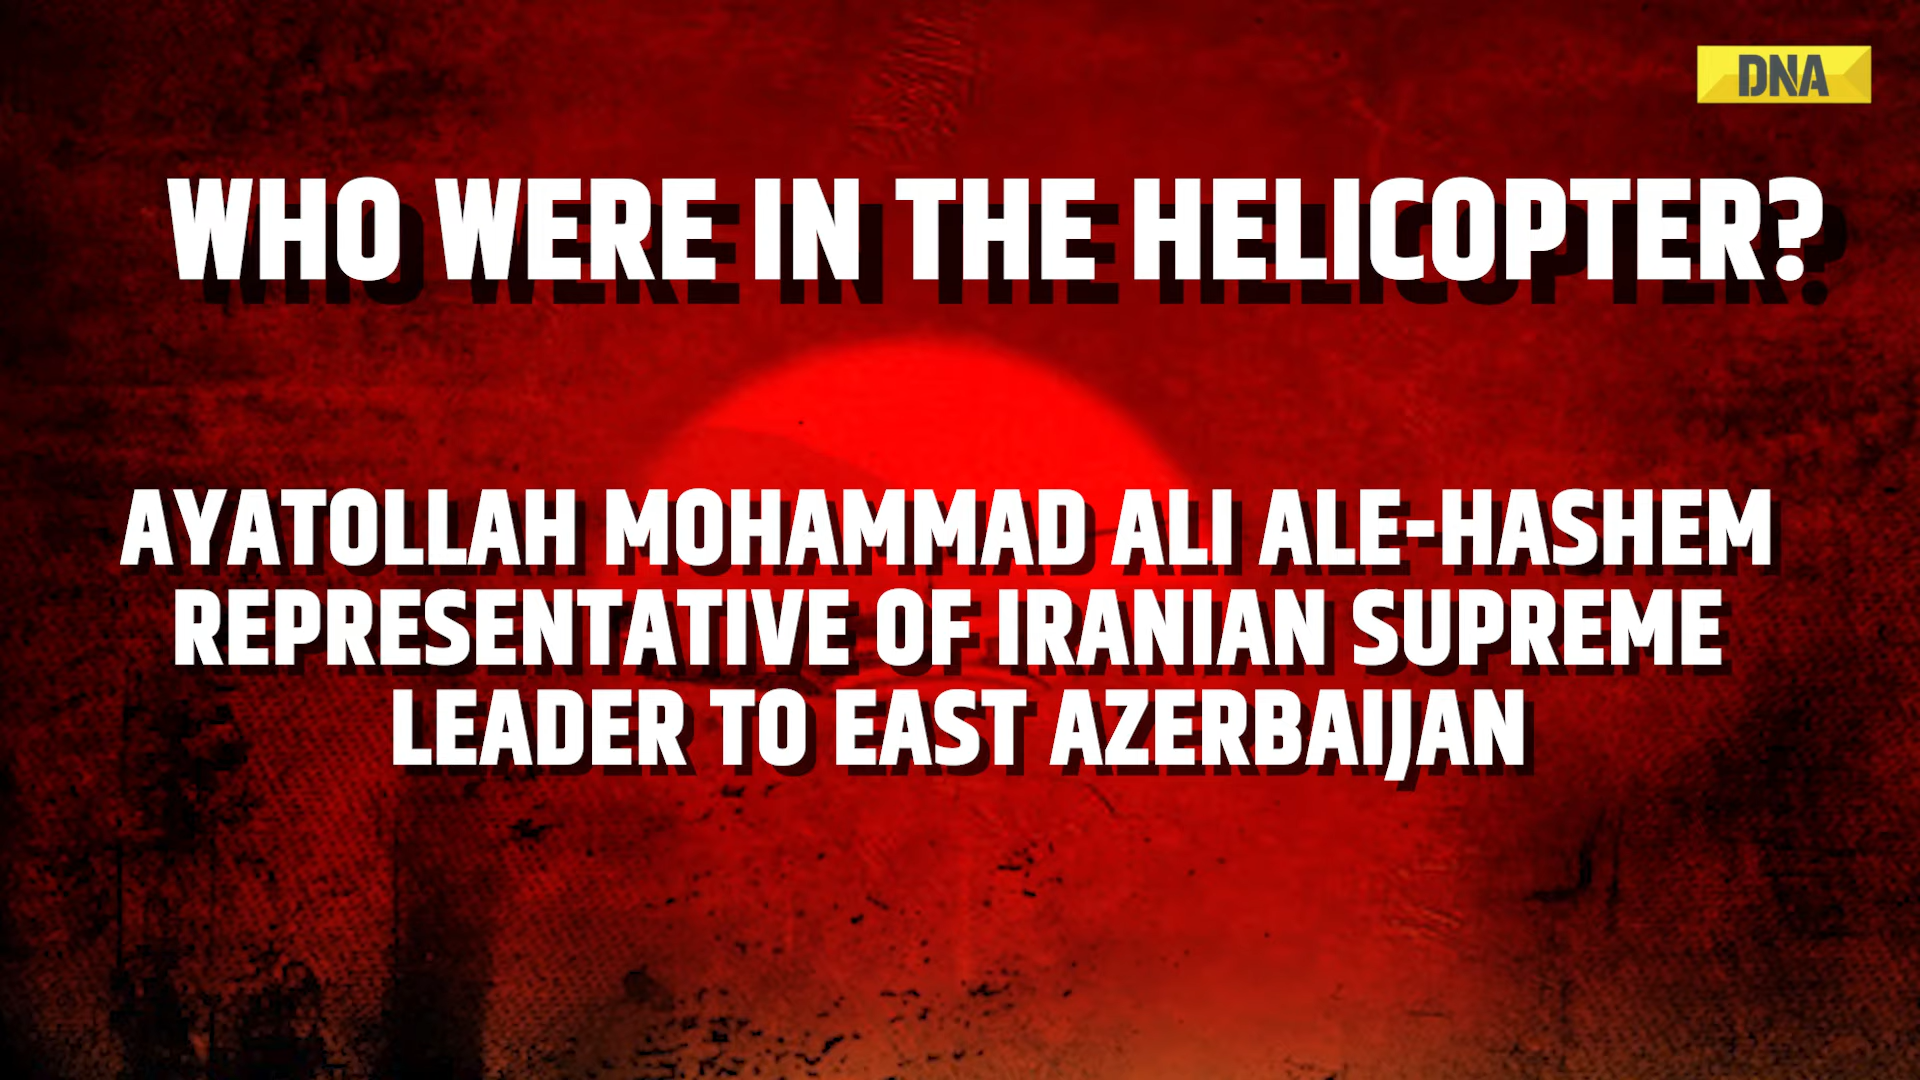 DNA
WHO WERE IN THE HELICOPTER?
AYATOLLAH MOHAMMAD ALI ALE-HASHEM
REPRESENTATIVE OF IRANIAN SUPREME
LEADER TO EAST AZERBAIJAN